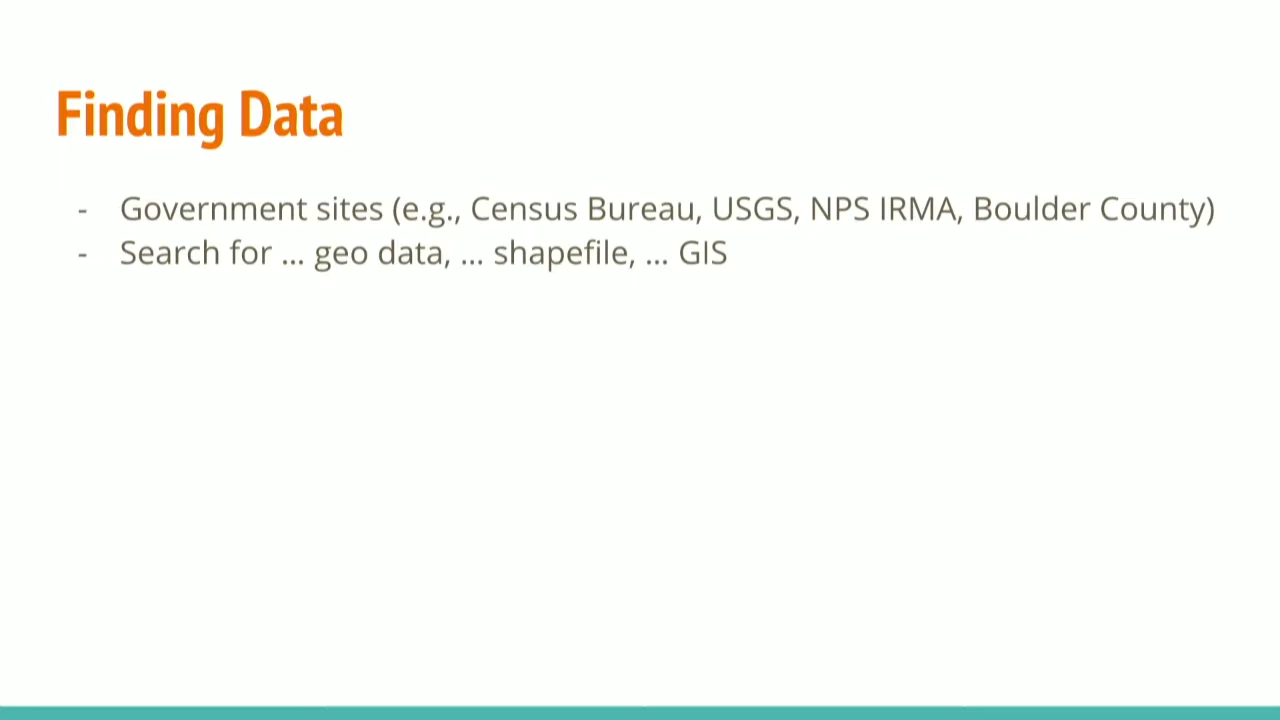 Finding Data
- Government sites (e.g., Census Bureau, USGS, NPS IRMA, Boulder County)
- Search for ... geo data, ... shapefile, ... GIS